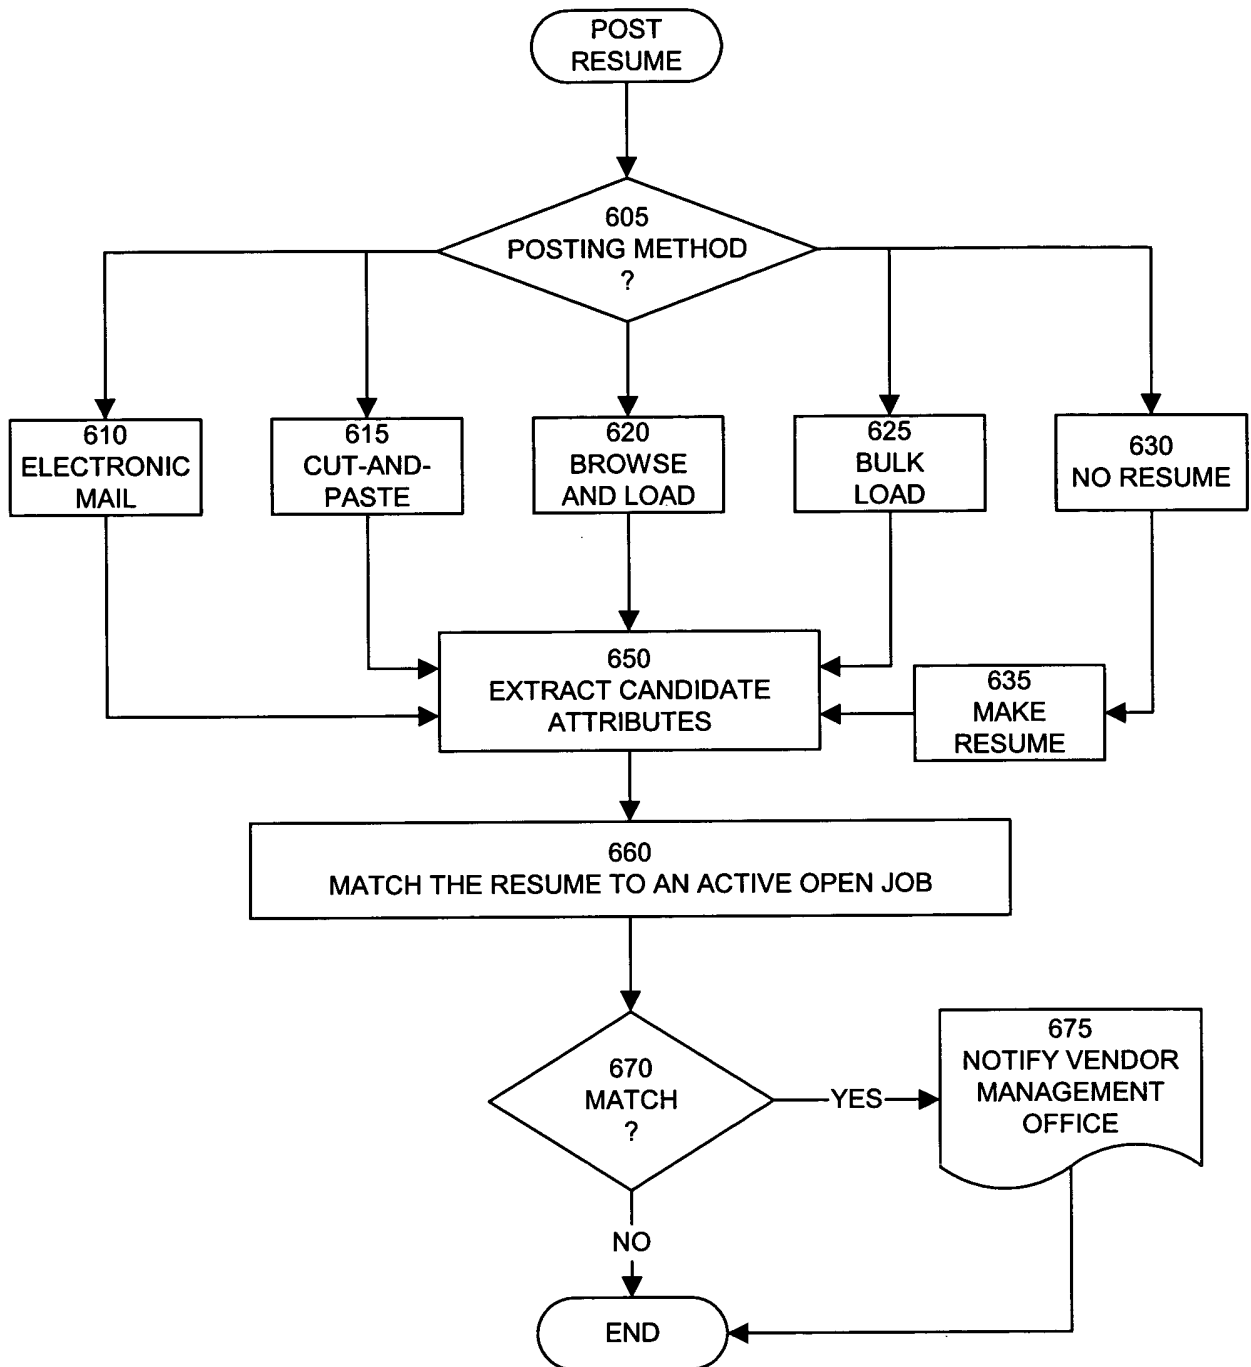 POST
RESUME
605
POSTING METHOD
?
610
ELECTRONIC
MAIL
615
CUT-AND-
PASTE
620
BROWSE
AND LOAD
625
BULK
LOAD
630
NO RESUME
650
EXTRACT CANDIDATE
ATTRIBUTES
635
MAKE
RESUME
660
MATCH THE RESUME TO AN ACTIVE OPEN JOB
670
MATCH
?
YES
675
NOTIFY VENDOR
MANAGEMENT
OFFICE
NO
END